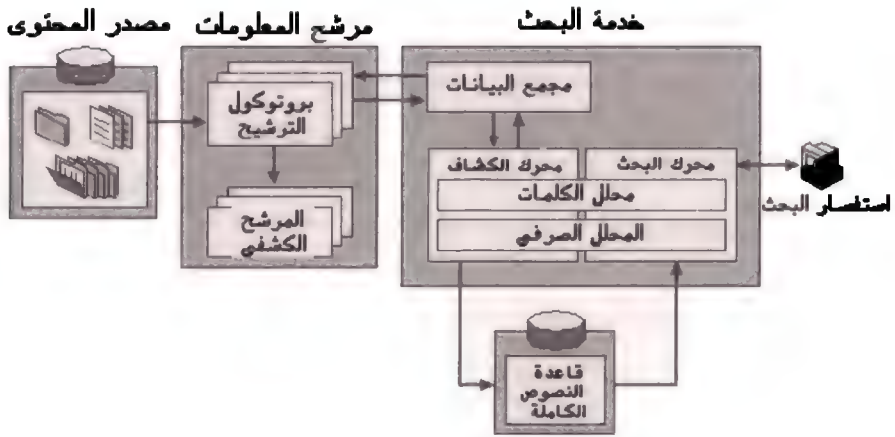 خدمة البحث
مرشح المعلومات
مصدر المحتوى
مجمع البيانات
بروتوكول
الترشيح
محرك البحث
محرك الكشاف
استفسار البحث
محلل الكلمات
المحلل الصرفي
المرشح
الكشفي
قاعدة
النصوص
الكاملة